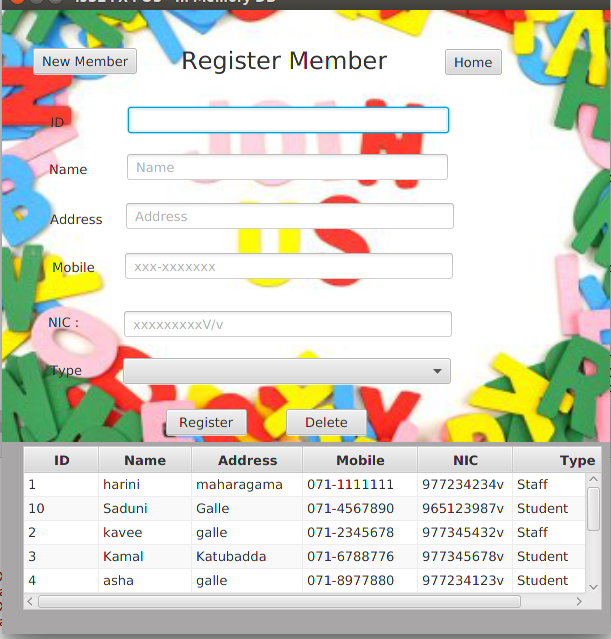 New Member
Register Member
Home
JOIN
US
ID
Name
Name
Address
Address
Mobile
xxx-xxxxxxx
NIC :
xxxxxxxxxV/v
Type
Register
Delete
ID Name Address Mobile NIC Type
1 harini maharagama 071-1111111 977234234v Staff
10 Saduni Galle 071-4567890 965123987v Student
2 kavee galle 071-2345678 977345432v Staff
3 Kamal Katubadda 071-6788776 977345678v Student
4 asha galle 071-8977880 977234123v Student